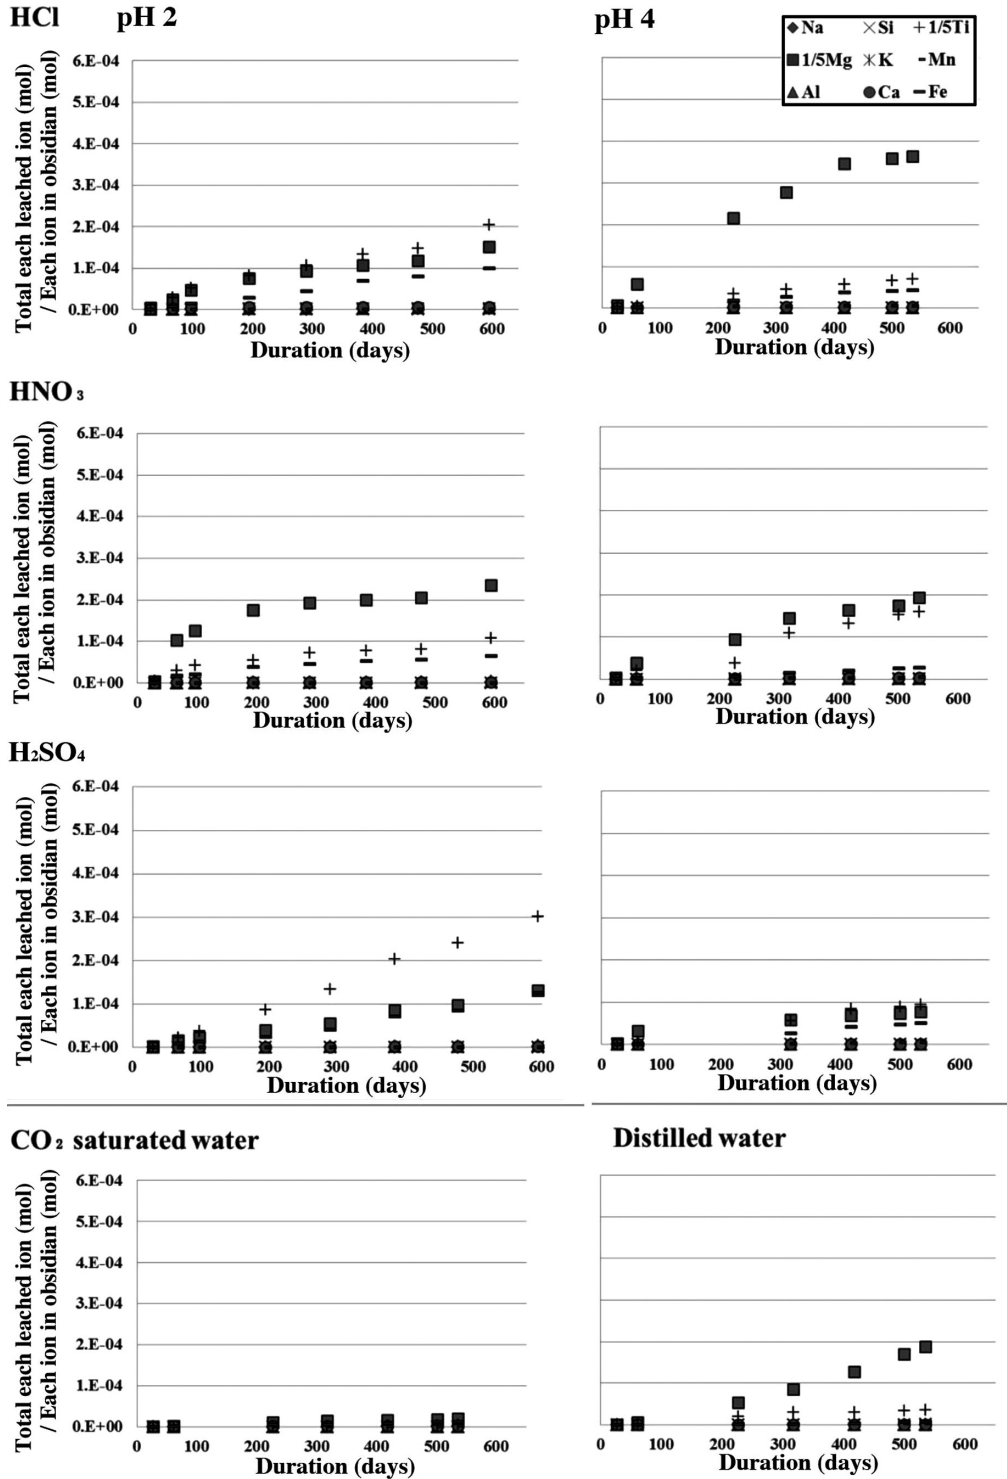 HCl pH 2 pH 4
◆Na ×Si +1/5Ti
■1/5Mg ӿK -Mn
▲Al ●Ca –Fe
Total each leached ion (mol)
/ Each ion in obsidian (mol)
6.E-04
5.E-04
4.E-04
3.E-04
2.E-04
1.E-04
0.E+00
0 100 200 300 400 500 600
Duration (days)
0 100 200 300 400 500 600
Duration (days)
HNO3
Total each leached ion (mol)
/ Each ion in obsidian (mol)
6.E-04
5.E-04
4.E-04
3.E-04
2.E-04
1.E-04
0.E+00
0 100 200 300 400 500 600
Duration (days)
0 100 200 300 400 500 600
Duration (days)
H2SO4
Total each leached ion (mol)
/ Each ion in obsidian (mol)
6.E-04
5.E-04
4.E-04
3.E-04
2.E-04
1.E-04
0.E+00
0 100 200 300 400 500 600
Duration (days)
0 100 200 300 400 500 600
Duration (days)
CO2 saturated water
Total each leached ion (mol)
/ Each ion in obsidian (mol)
6.E-04
5.E-04
4.E-04
3.E-04
2.E-04
1.E-04
0.E+00
0 100 200 300 400 500 600
Duration (days)
Distilled water
0 100 200 300 400 500 600
Duration (days)